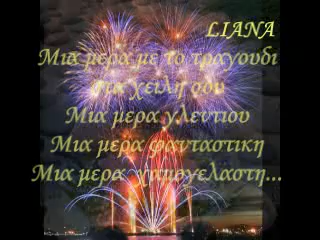 LIANA
Μια μερα με το τραγουδι
στα χειλη σου
Μια μερα γλεντιου
Μια μερα φανταστικη
Μια μερα χαμογελαστη...